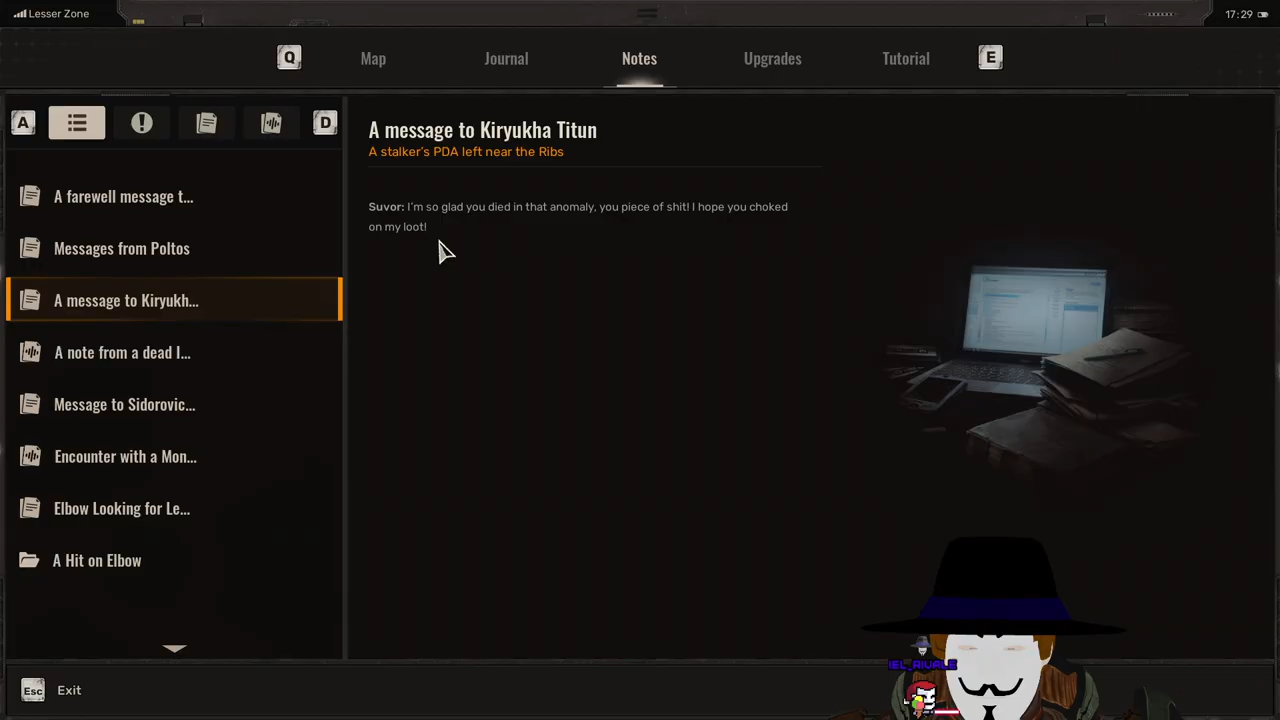 Lesser Zone
17:29
Q
Map
Journal
Notes
Upgrades
Tutorial
E
A
D
A farewell message t...
Messages from Poltos
A message to Kiryukh...
A note from a dead l...
Message to Sidorovic...
Encounter with a Mon...
Elbow Looking for Le...
A Hit on Elbow
A message to Kiryukha Titun
A stalker's PDA left near the Ribs
Suvor: I'm so glad you died in that anomaly, you piece of shit! I hope you choked
on my loot!
IEL_RIVALE
Esc
Exit